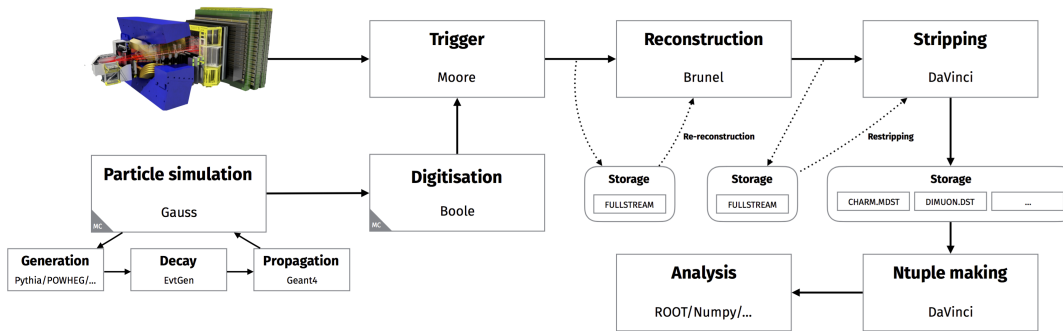 Trigger
Moore
Reconstruction
Brunel
Stripping
DaVinci
Re-reconstruction
Restripping
Particle simulation
Gauss
MC
Digitisation
Boole
MC
Storage
FULLSTREAM
Storage
FULLSTREAM
Storage
CHARM.MDST
DIMUON.DST
...
Generation
Pythia/POWHEG/...
Decay
EvtGen
Propagation
Geant4
Analysis
ROOT/Numpy/...
Ntuple making
DaVinci